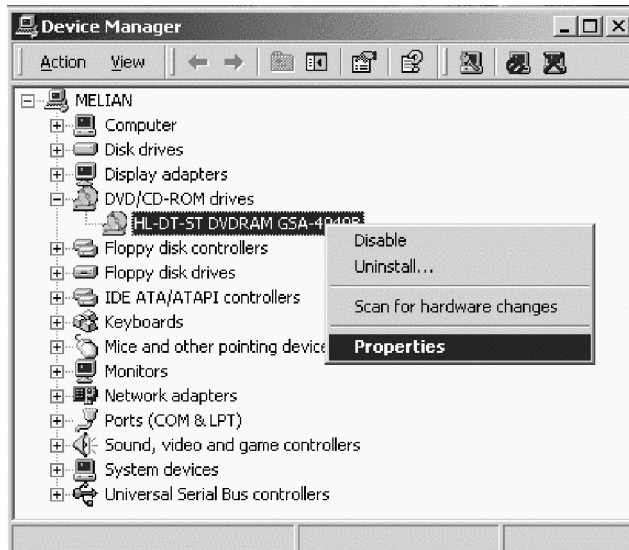 Device Manager
Action View
MELIAN
Computer
Disk drives
Display adapters
DVD/CD-ROM drives
HL-DT-ST DVDRAM GSA-4040B
Floppy disk controllers
Floppy disk drives
IDE ATA/ATAPI controllers
Keyboards
Mice and other pointing device
Monitors
Network adapters
Ports (COM & LPT)
Sound, video and game controllers
System devices
Universal Serial Bus controllers
Disable
Uninstall...
Scan for hardware changes
Properties